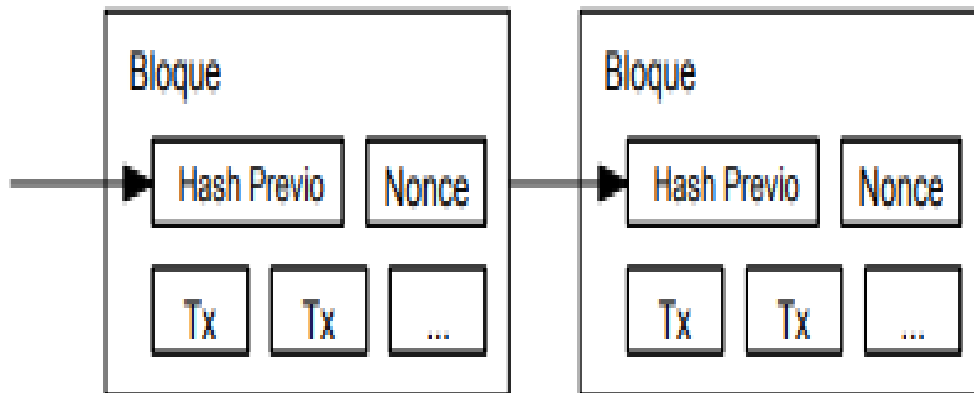 Bloque
Hash Previo Nonce
Tx Tx ...
Bloque
Hash Previo Nonce
Tx Tx ...